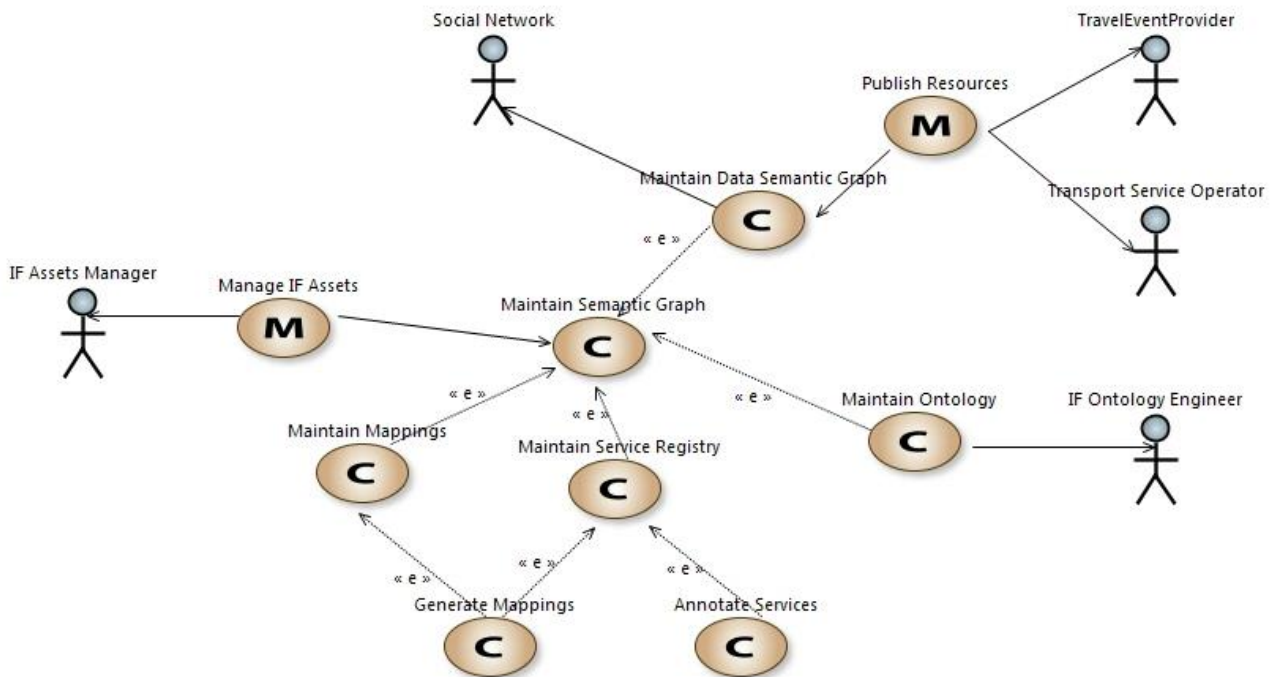 Social Network
TravelEventProvider
Publish Resources
M
Maintain Data Semantic Graph
C
Transport Service Operator
« e »
IF Assets Manager
Manage IF Assets
M
Maintain Semantic Graph
C
« e »
« e »
« e »
Maintain Ontology
C
IF Ontology Engineer
Maintain Mappings
C
Maintain Service Registry
C
« e »
« e »
« e »
Generate Mappings
C
Annotate Services
C